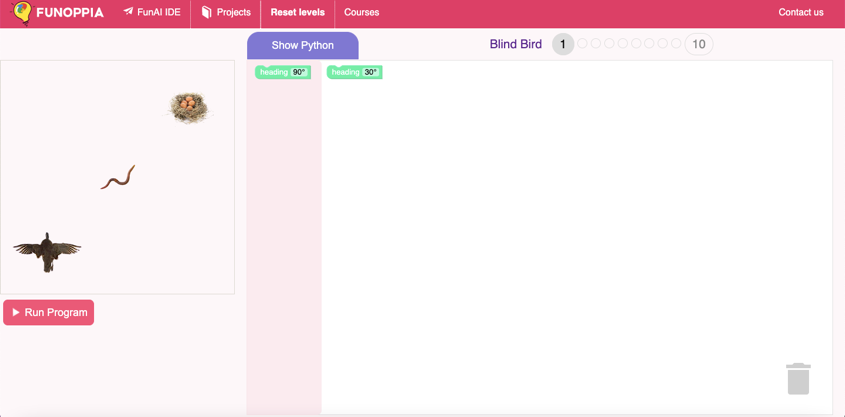 FUNOPPIA FunAI IDE Projects Reset levels Courses Contact us
Show Python
Blind Bird 1 10
heading 90° heading 30°
Run Program